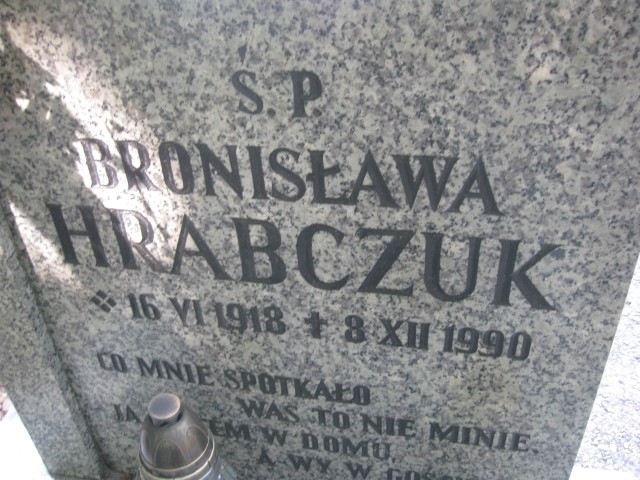 S.P.
BRONISŁAWA
HRABCZUK
16 VI 1918 + 8 XII 1990
CO MNIE SPOTKAŁO
WAS TO NIE MINIE,
JA W DOMU,
A WY W